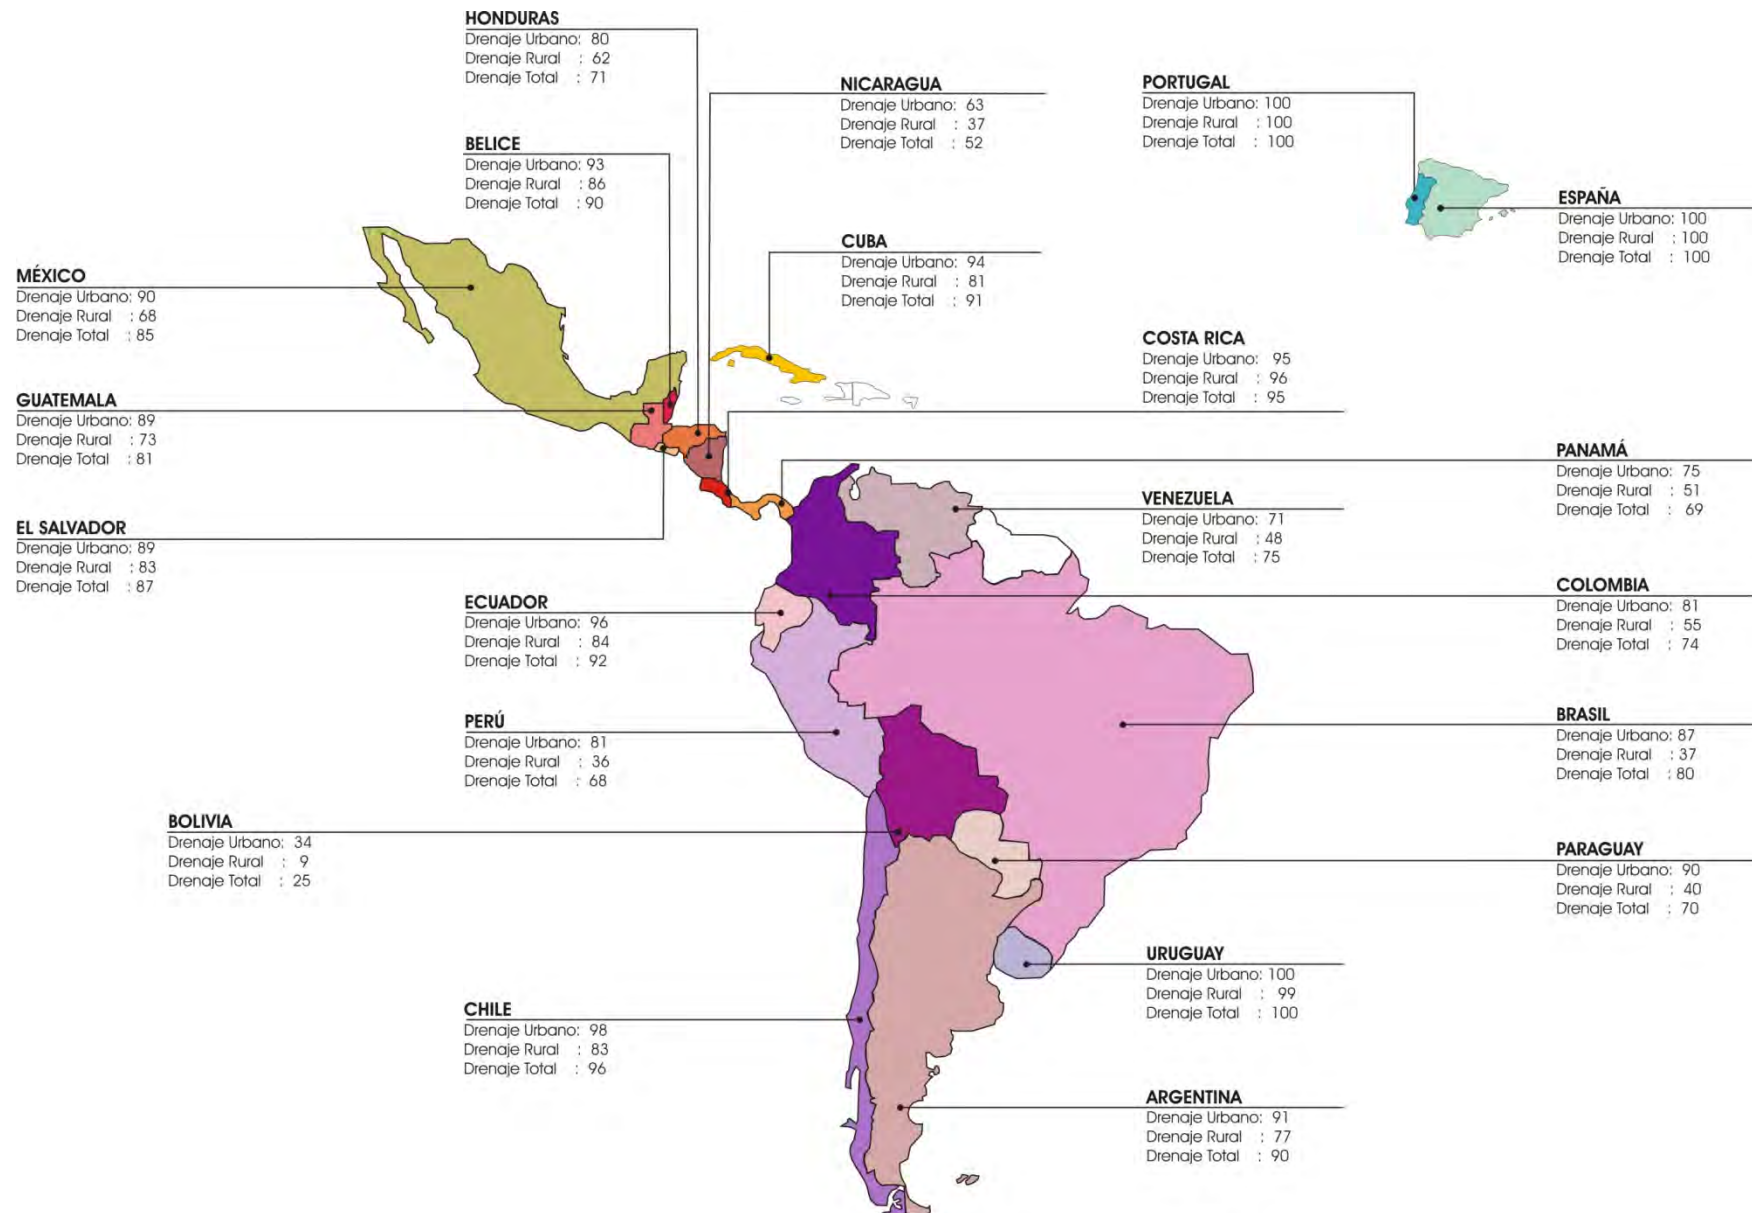 HONDURAS
Drenaje Urbano: 80
Drenaje Rural : 62
Drenaje Total : 71
NICARAGUA
Drenaje Urbano: 63
Drenaje Rural : 37
Drenaje Total : 52
PORTUGAL
Drenaje Urbano: 100
Drenaje Rural : 100
Drenaje Total : 100
BELICE
Drenaje Urbano: 93
Drenaje Rural : 86
Drenaje Total : 90
ESPAÑA
Drenaje Urbano: 100
Drenaje Rural : 100
Drenaje Total : 100
CUBA
Drenaje Urbano: 94
Drenaje Rural : 81
Drenaje Total : 91
MÉXICO
Drenaje Urbano: 90
Drenaje Rural : 68
Drenaje Total : 85
COSTA RICA
Drenaje Urbano: 95
Drenaje Rural : 96
Drenaje Total : 95
GUATEMALA
Drenaje Urbano: 89
Drenaje Rural : 73
Drenaje Total : 81
PANAMÁ
Drenaje Urbano: 75
Drenaje Rural : 51
Drenaje Total : 69
VENEZUELA
Drenaje Urbano: 71
Drenaje Rural : 48
Drenaje Total : 75
EL SALVADOR
Drenaje Urbano: 89
Drenaje Rural : 83
Drenaje Total : 87
COLOMBIA
Drenaje Urbano: 81
Drenaje Rural : 55
Drenaje Total : 74
ECUADOR
Drenaje Urbano: 96
Drenaje Rural : 84
Drenaje Total : 92
BRASIL
Drenaje Urbano: 87
Drenaje Rural : 37
Drenaje Total : 80
PERÚ
Drenaje Urbano: 81
Drenaje Rural : 36
Drenaje Total : 68
BOLIVIA
Drenaje Urbano: 34
Drenaje Rural : 9
Drenaje Total : 25
PARAGUAY
Drenaje Urbano: 90
Drenaje Rural : 40
Drenaje Total : 70
URUGUAY
Drenaje Urbano: 100
Drenaje Rural : 99
Drenaje Total : 100
CHILE
Drenaje Urbano: 98
Drenaje Rural : 83
Drenaje Total : 96
ARGENTINA
Drenaje Urbano: 91
Drenaje Rural : 77
Drenaje Total : 90